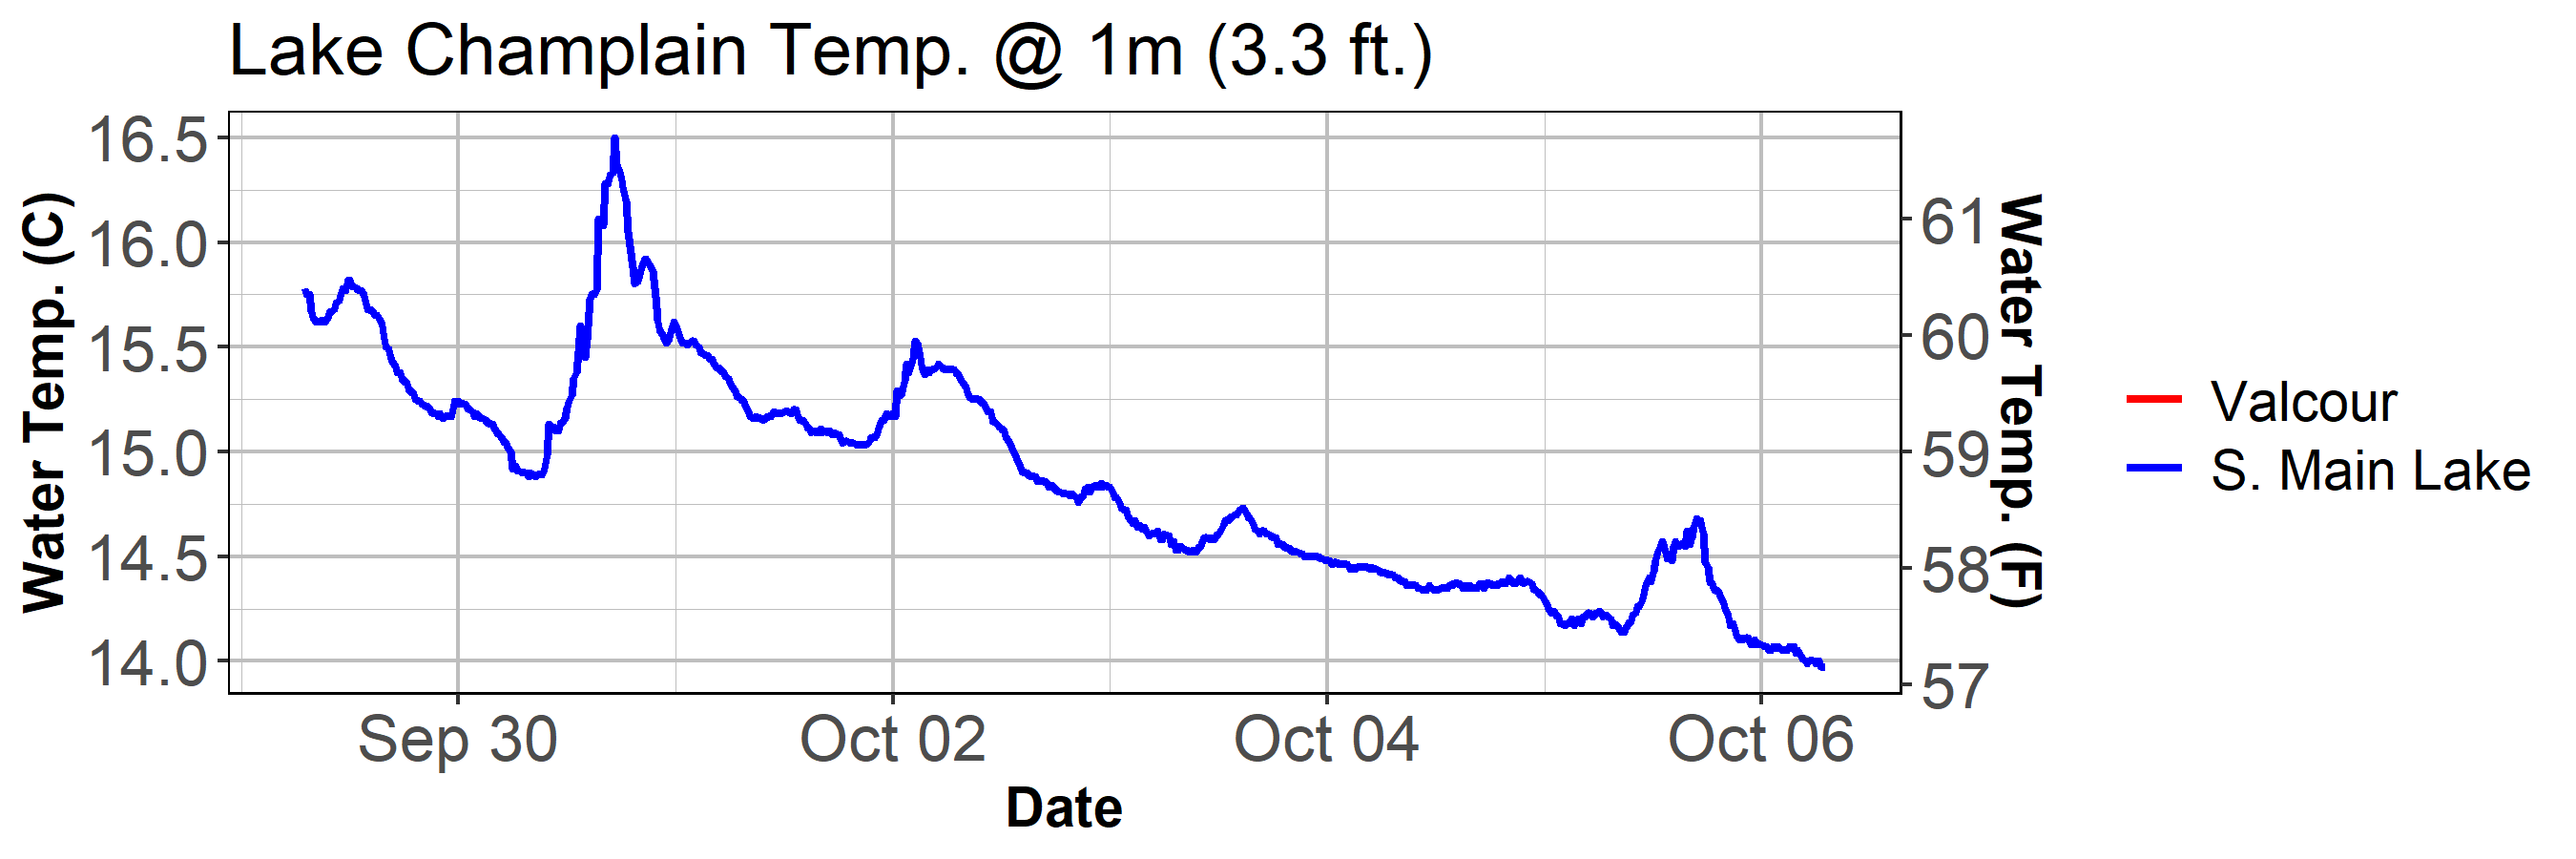 Lake Champlain Temp. @ 1m (3.3 ft.)
Water Temp. (C)
16.5
16.0
15.5
15.0
14.5
14.0
61
60
59
58
57
Water Temp. (F)
Sep 30
Oct 02
Oct 04
Oct 06
Date
Valcour
S. Main Lake